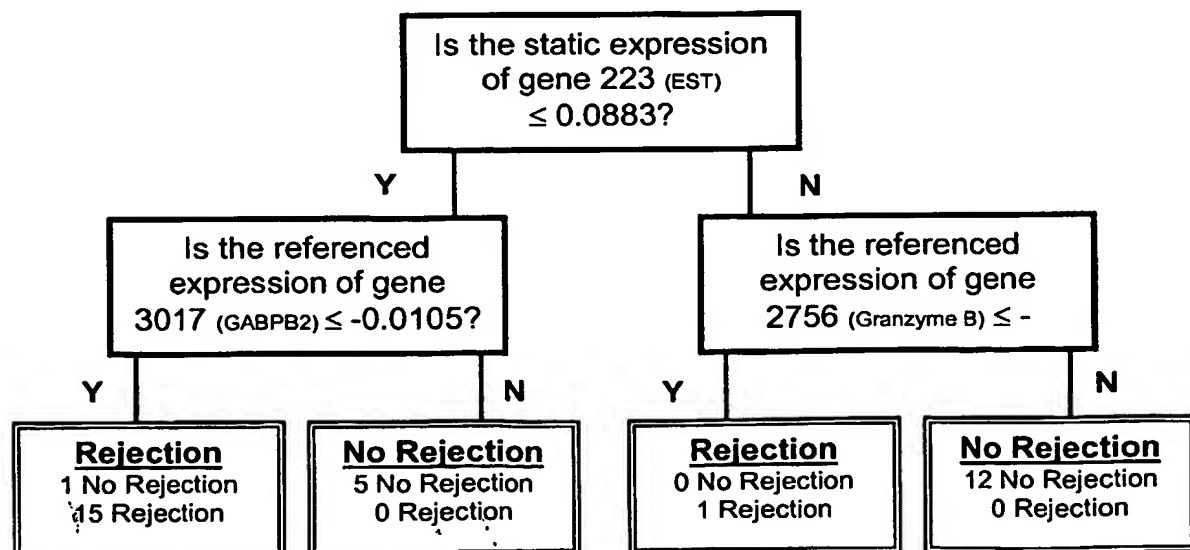 Is the static expression
of gene 223 (EST)
≤ 0.0883?
Y
N
Is the referenced
expression of gene
3017 (GABPB2) ≤ -0.0105?
Is the referenced
expression of gene
2756 (Granzyme B) ≤ -
Y
N
Y
N
Rejection
1 No Rejection
15 Rejection
No Rejection
5 No Rejection
0 Rejection
Rejection
0 No Rejection
1 Rejection
No Rejection
12 No Rejection
0 Rejection